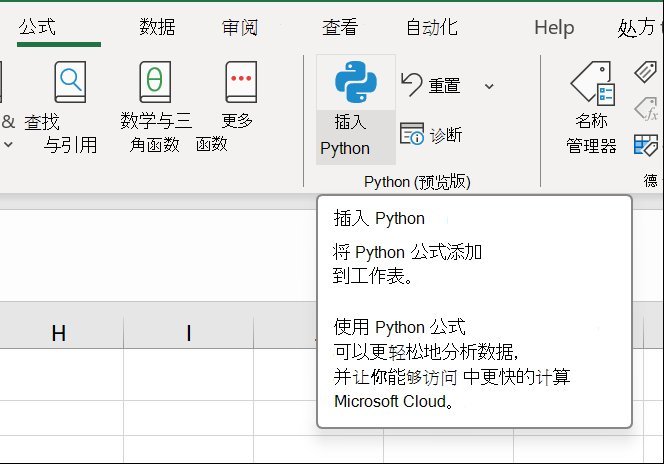 公式 数据 审阅 查看 自动化 Help 处方
& 查找
与引用
数学与三
角函数
更多
函数
插入
Python
重置
诊断
Python (预览版)
名称
管理器
fx
德
插入 Python
将 Python 公式添加
到工作表。
使用 Python 公式
可以更轻松地分析数据，
并让你能够访问 中更快的计算
Microsoft Cloud。
H I